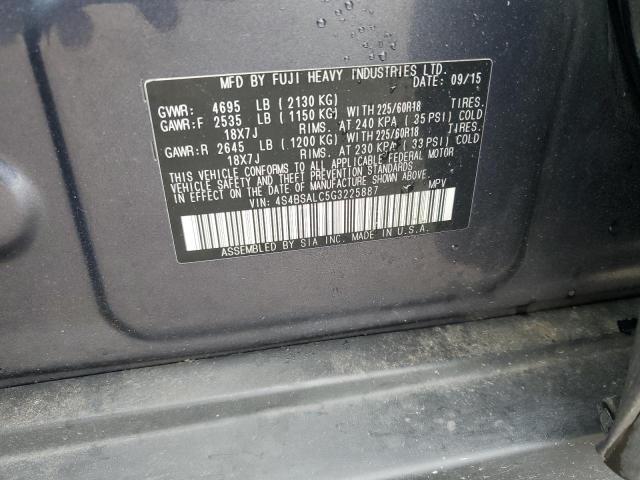 MFD BY FUJI HEAVY INDUSTRIES LTD.
DATE: 09/15
GVWR: 4695 LB ( 2130 KG)
GAWR:F 2535 LB ( 1150 KG) WITH 225/60R18 TIRES.
18X7J RIMS. AT 240 KPA ( 35 PSI) COLD
GAWR:R 2645 LB ( 1200 KG) WITH 225/60R18 TIRES.
18X7J RIMS. AT 230 KPA ( 33 PSI) COLD
THIS VEHICLE CONFORMS TO ALL APPLICABLE FEDERAL MOTOR
VEHICLE SAFETY AND THEFT PREVENTION STANDARDS
IN EFFECT ON THE DATE OF MANUFACTURE SHOWN ABOVE.
VIN: 4S4BSALC5G3225887 MPV
ASSEMBLED BY SIA INC. MADE IN U.S.A.